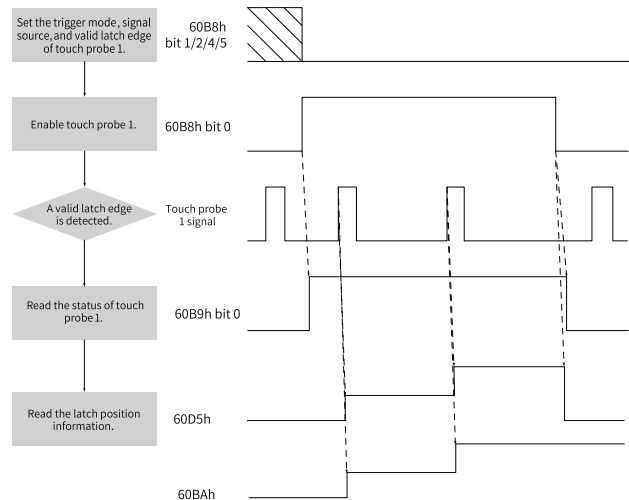 Set the trigger mode, signal
source, and valid latch edge
of touch probe 1.
60B8h
bit 1/2/4/5
Enable touch probe 1.
60B8h bit 0
A valid latch edge
is detected.
Touch probe
1 signal
Read the status of touch
probe 1.
60B9h bit 0
Read the latch position
information.
60D5h
60BAh